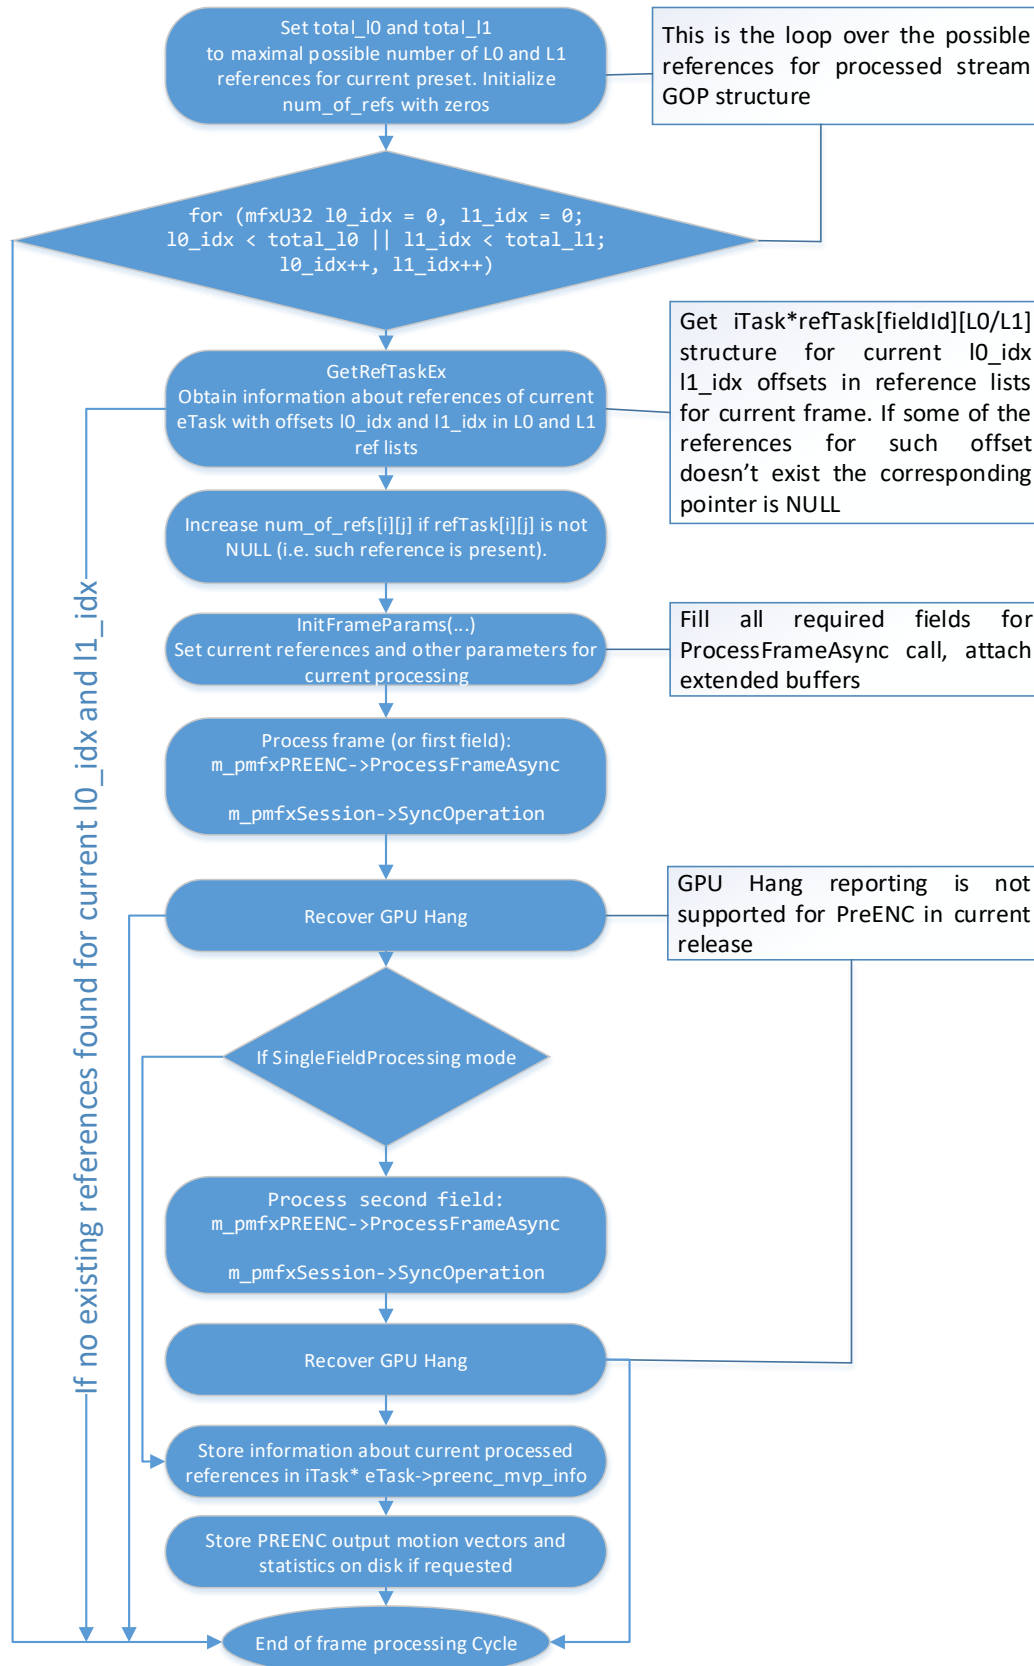 Set total_l0 and total_l1
to maximal possible number of L0 and L1
references for current preset. Initialize
num_of_refs with zeros
This is the loop over the possible
references for processed stream
GOP structure
for (mfxU32 l0_idx = 0, l1_idx = 0;
l0_idx < total_l0 || l1_idx < total_l1;
l0_idx++, l1_idx++)
Get iTask*refTask[fieldId][L0/L1]
structure for current l0_idx
l1_idx offsets in reference lists
for current frame. If some of the
references for such offset
doesn't exist the corresponding
pointer is NULL
GetRefTaskEx
Obtain information about references of current
eTask with offsets l0_idx and l1_idx in L0 and L1
ref lists
Increase num_of_refs[i][j] if refTask[i][j] is not
NULL (i.e. such reference is present).
If no existing references found for current l0_idx and l1_idx
InitFrameParams(...)
Set current references and other parameters for
current processing
Fill all required fields for
ProcessFrameAsync call, attach
extended buffers
Process frame (or first field):
m_pmfxPREENC->ProcessFrameAsync
m_pmfxSession->SyncOperation
Recover GPU Hang
GPU Hang reporting is not
supported for PreENC in current
release
If SingleFieldProcessing mode
Process second field:
m_pmfxPREENC->ProcessFrameAsync
m_pmfxSession->SyncOperation
Recover GPU Hang
Store information about current processed
references in iTask* eTask->preenc_mvp_info
Store PREENC output motion vectors and
statistics on disk if requested
End of frame processing Cycle